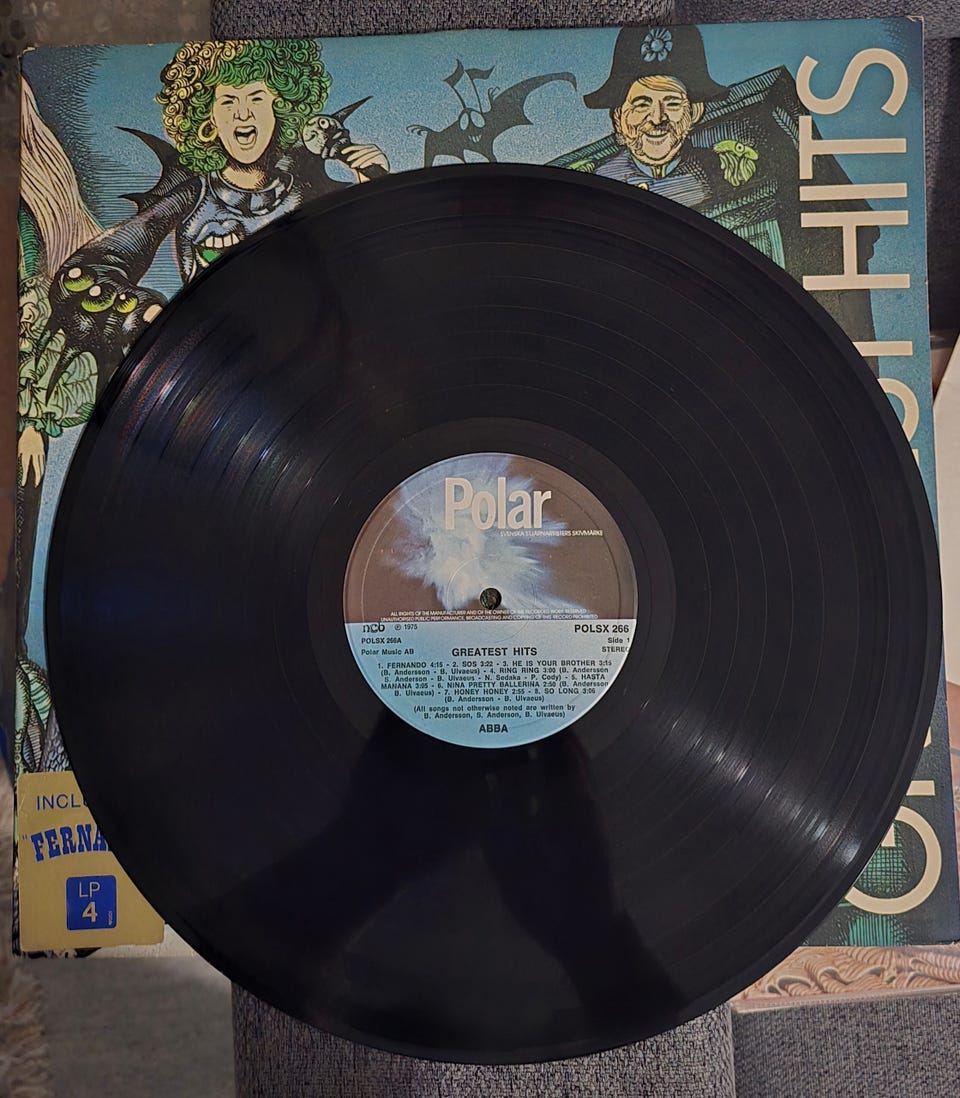 GREATEST HITS
Polar
SVENSKA STJÄRNARTISTERS SKIVMÄRKE
ALL RIGHTS OF THE MANUFACTURER AND OF THE OWNER OF THE RECORDED WORK RESERVED
UNAUTHORISED PUBLIC PERFORMANCE, BROADCASTING AND COPYING OF THIS RECORD PROHIBITED
ncb ℗ 1975
POLSX 266
POLSX 266A
Side 1
Polar Music AB
STEREO
GREATEST HITS
1. FERNANDO 4:15 - 2. SOS 3:22 - 3. HE IS YOUR BROTHER 3:15
(B. Andersson - B. Ulvaeus) - 4. RING RING 3:00 (B. Andersson
S. Anderson - B. Ulvaeus - N. Sedaka - P. Cody) - 5. HASTA
MANANA 3:05 - 6. NINA PRETTY BALLERINA 2:50 (B. Andersson
B. Ulvaeus) - 7. HONEY HONEY 2:55 - 8. SO LONG 3:06
(B. Andersson - B. Ulvaeus)
(All songs not otherwise noted are written by
B. Andersson, S. Anderson, B. Ulvaeus)
ABBA
INCLU
"FERNA
LP
4